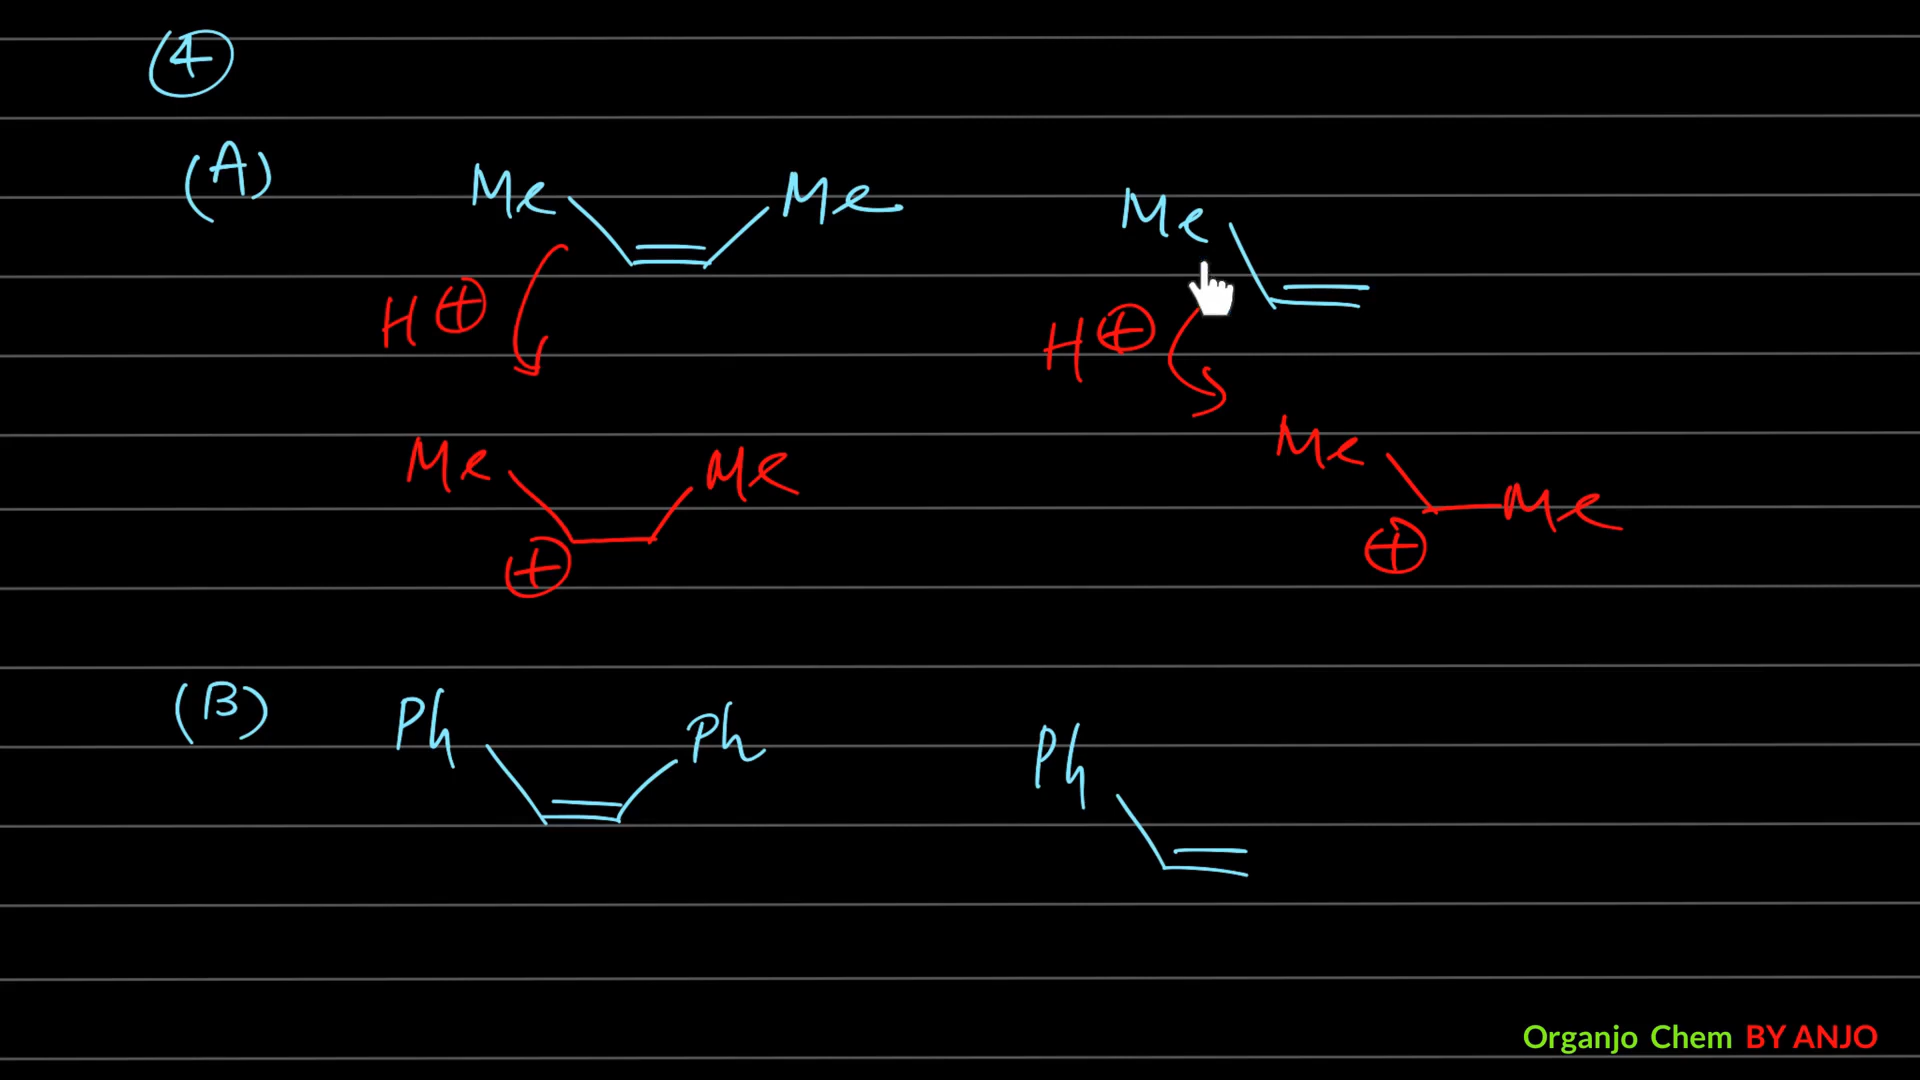 4
(A) Me Me Me
H⊕ H⊕
Me Me Me Me
⊕ ⊕
(B) Ph Ph Ph
Organjo Chem BY ANJO